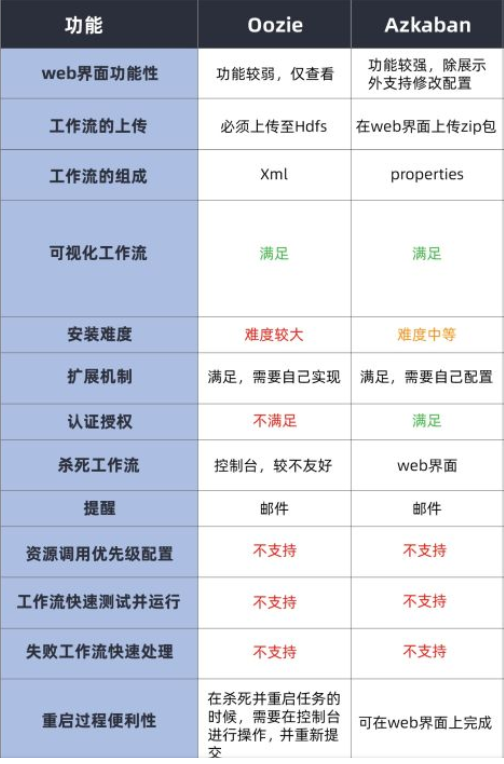 功能 Oozie Azkaban
web界面功能性 功能较弱，仅查看 功能较强，除展示
外支持修改配置
工作流的上传 必须上传至Hdfs 在web界面上传zip包
工作流的组成 Xml properties
可视化工作流 满足 满足
安装难度 难度较大 难度中等
扩展机制 满足，需要自己实现 满足，需要自己配置
认证授权 不满足 满足
杀死工作流 控制台，较不友好 web界面
提醒 邮件 邮件
资源调用优先级配置 不支持 不支持
工作流快速测试并运行 不支持 不支持
失败工作流快速处理 不支持 不支持
重启过程便利性 在杀死并重启任务的
时候，需要在控制台
进行操作，并重新提
交 可在web界面上完成